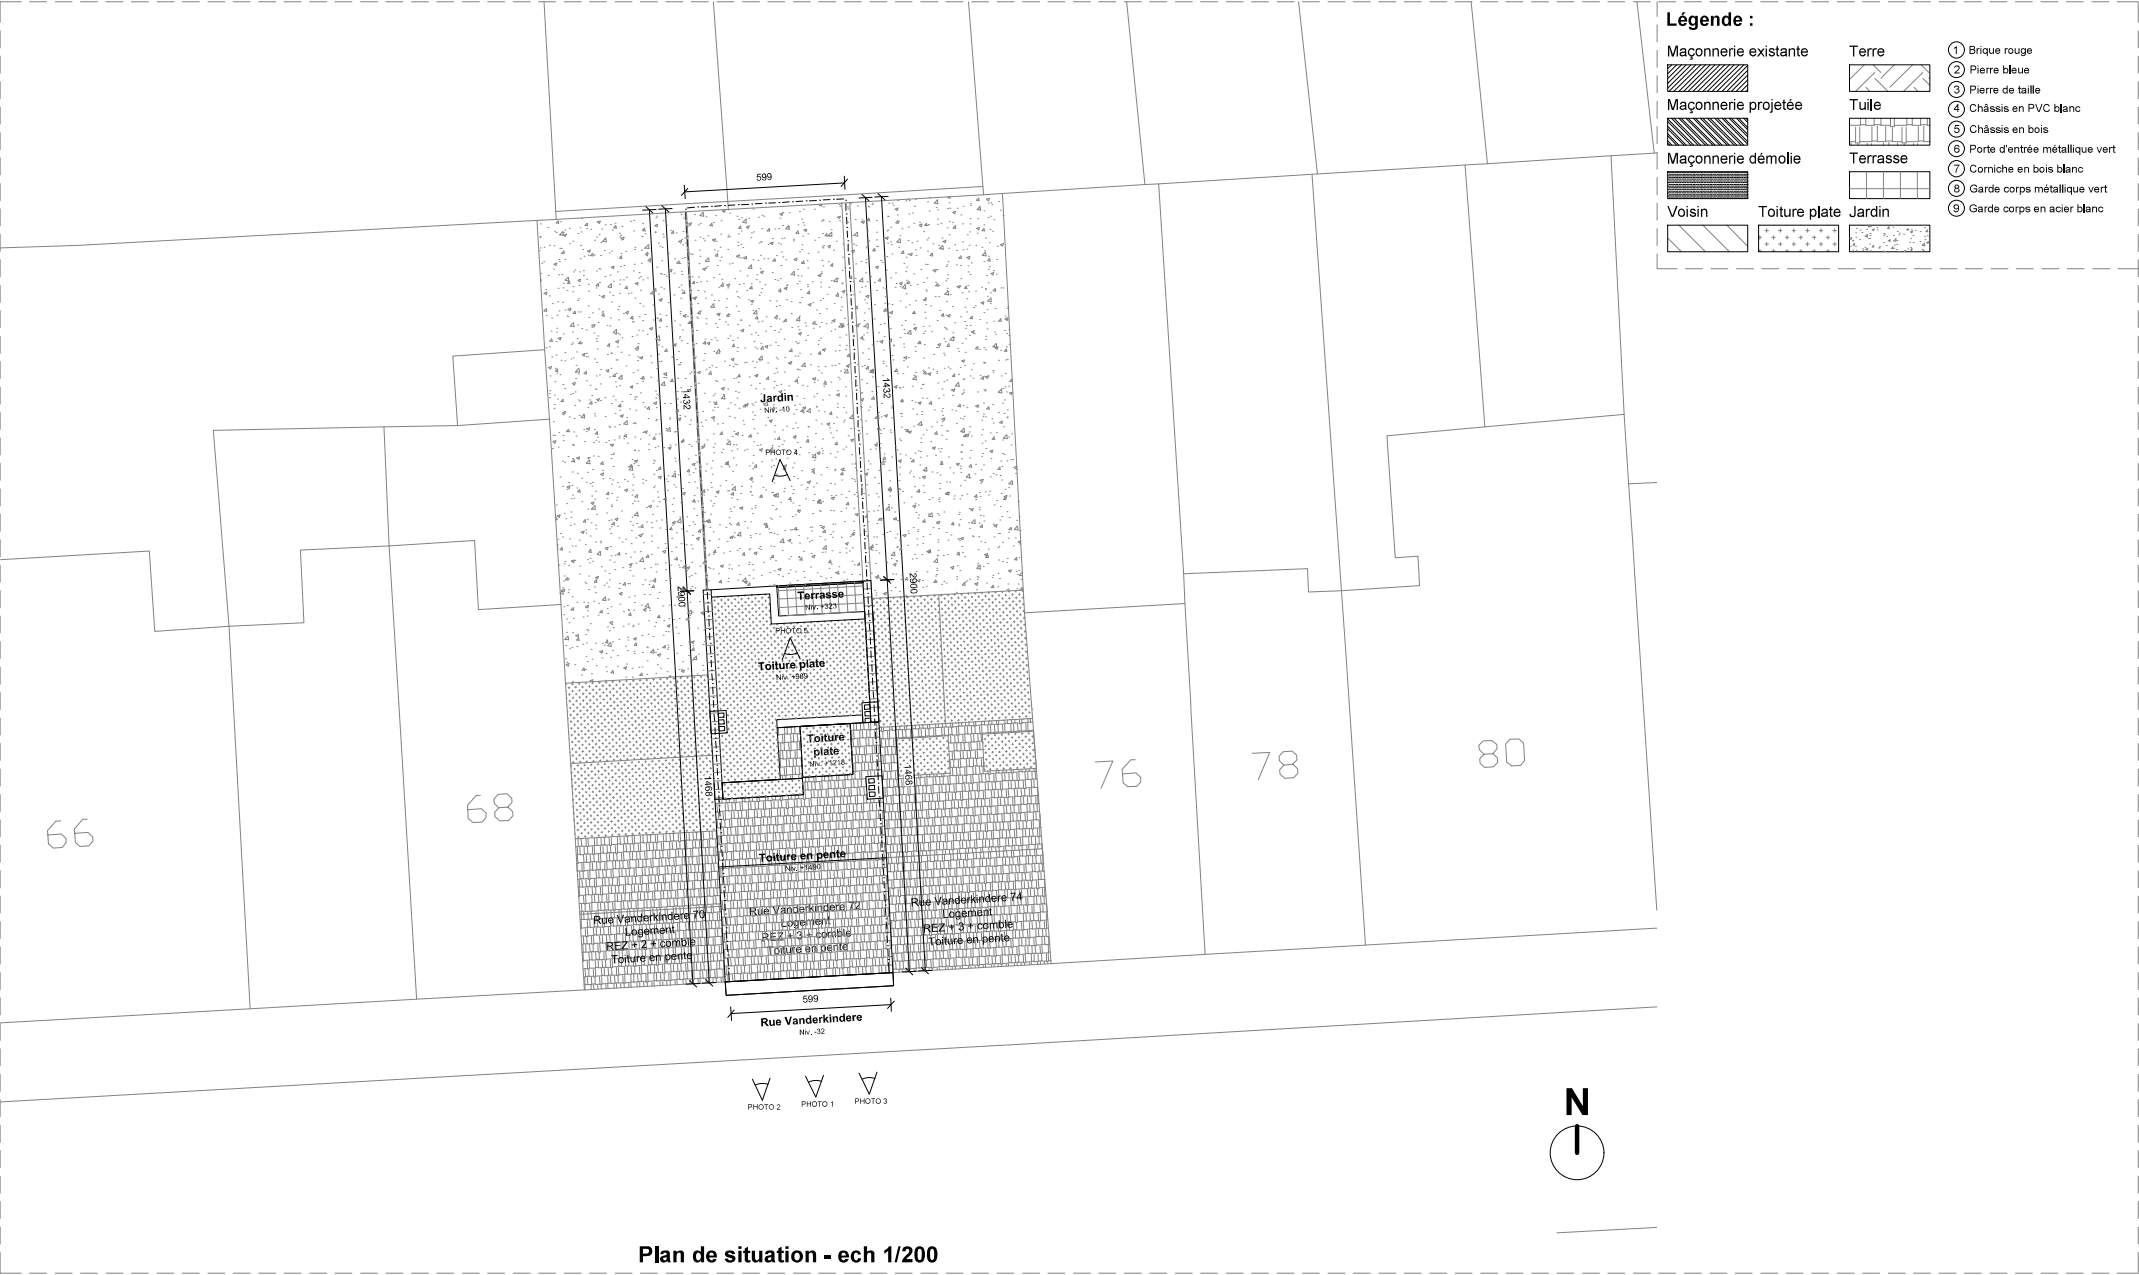 Légende :
Maçonnerie existante
Terre
Maçonnerie projetée
Tuile
Maçonnerie démolie
Terrasse
Voisin
Toiture plate
Jardin
1 Brique rouge
2 Pierre bleue
3 Pierre de taille
4 Châssis en PVC blanc
5 Châssis en bois
6 Porte d'entrée métallique vert
7 Corniche en bois blanc
8 Garde corps métallique vert
9 Garde corps en acier blanc
599
1432
1432
Jardin
Niv. -10
PHOTO 4
2900
2900
Terrasse
Niv. +323
PHOTO 5
Toiture plate
Niv. +989
Toiture
plate
Niv. +1218
1468
1468
66
68
76
78
80
Toiture en pente
Niv. +1490
Rue Vanderkindere 70
Logement
REZ + 2 + comble
Toiture en pente
Rue Vanderkindere 72
Logement
REZ + 3 + comble
Toiture en pente
Rue Vanderkindere 74
Logement
REZ + 3 + comble
Toiture en pente
599
Rue Vanderkindere
Niv. -32
PHOTO 2
PHOTO 1
PHOTO 3
N
Plan de situation - ech 1/200